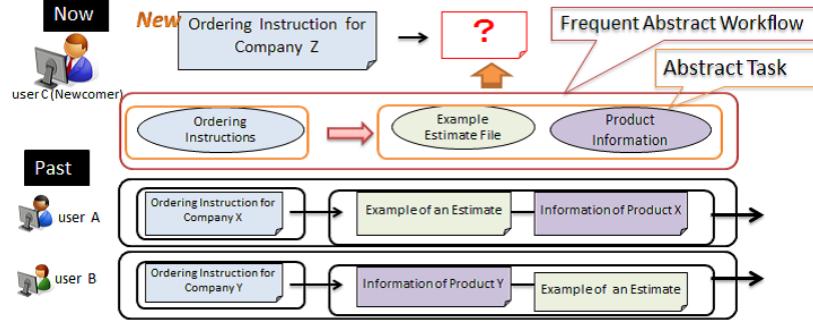 Now
New
Ordering Instruction for
Company Z
?
Frequent Abstract Workflow
Abstract Task
user C (Newcomer)
Ordering
Instructions
Example
Estimate File
Product
Information
Past
user A
Ordering Instruction for
Company X
Example of an Estimate
Information of Product X
user B
Ordering Instruction for
Company Y
Information of Product Y
Example of an Estimate